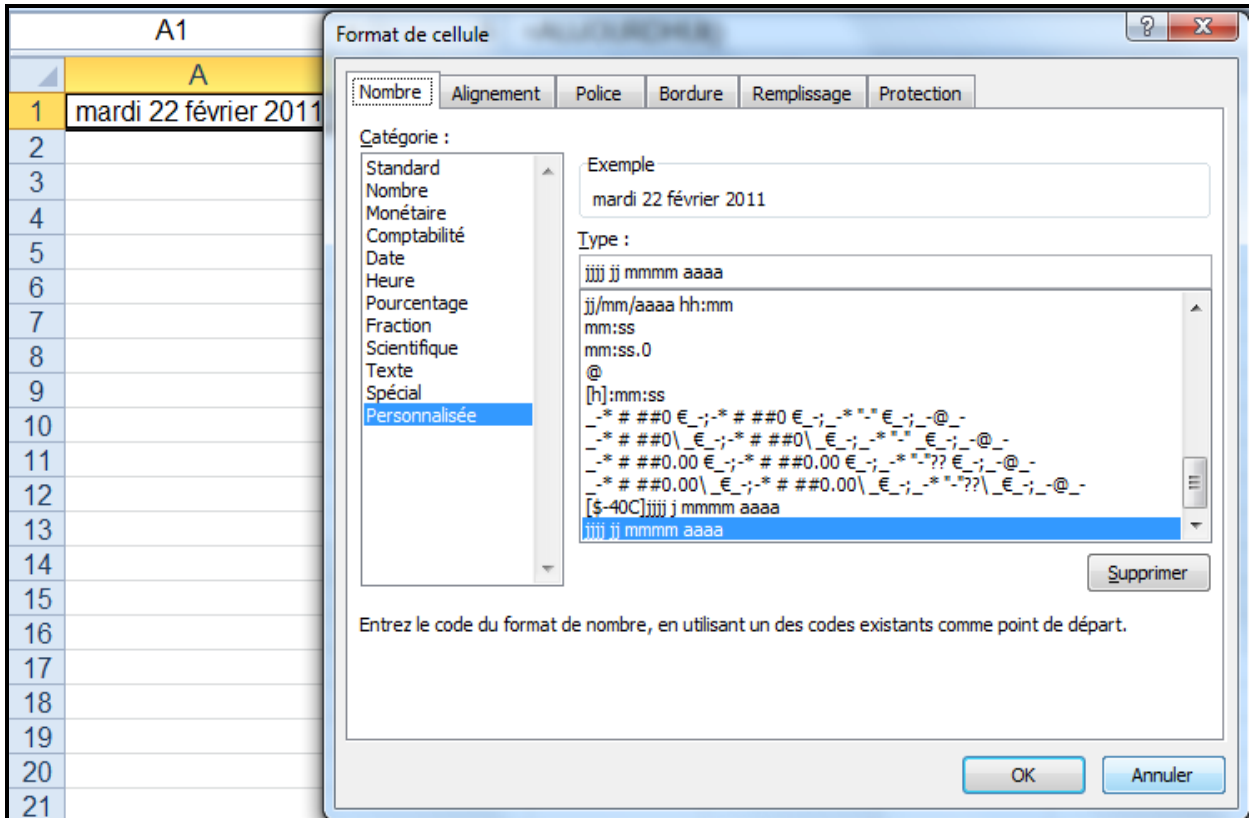 A1
Format de cellule
A
1 mardi 22 février 2011
2
3
4
5
6
7
8
9
10
11
12
13
14
15
16
17
18
19
20
21
Nombre Alignement Police Bordure Remplissage Protection
Catégorie :
Standard
Nombre
Monétaire
Comptabilité
Date
Heure
Pourcentage
Fraction
Scientifique
Texte
Spécial
Personnalisée
Exemple
mardi 22 février 2011
Type :
jjjj jj mmmm aaaa
jj/mm/aaaa hh:mm
mm:ss
mm:ss.0
@
[h]:mm:ss
_-* # ##0 €_-;-* # ##0 €_-;_-* "-" €_-;_-@_-
_-* # ##0\ _€_-;-* # ##0\ _€_-;_-* "-"\ _€_-;_-@_-
_-* # ##0.00 €_-;-* # ##0.00 €_-;_-* "-"?? €_-;_-@_-
_-* # ##0.00\ _€_-;-* # ##0.00\ _€_-;_-* "-"??\ _€_-;_-@_-
[$-40C]jjjj j mmmm aaaa
jjjj jj mmmm aaaa
Supprimer
Entrez le code du format de nombre, en utilisant un des codes existants comme point de départ.
OK Annuler